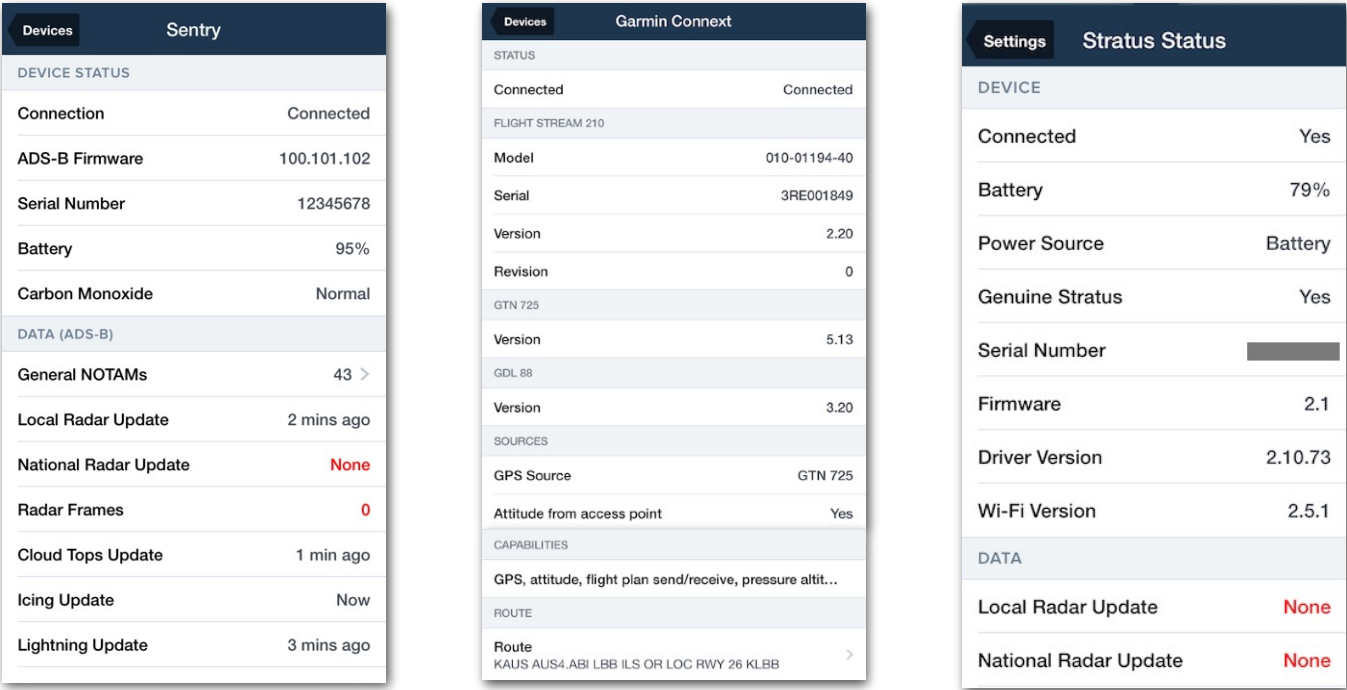 Devices Sentry
DEVICE STATUS
Connection Connected
ADS-B Firmware 100.101.102
Serial Number 12345678
Battery 95%
Carbon Monoxide Normal
DATA (ADS-B)
General NOTAMs 43
Local Radar Update 2 mins ago
National Radar Update None
Radar Frames 0
Cloud Tops Update 1 min ago
Icing Update Now
Lightning Update 3 mins ago
Devices Garmin Connext
STATUS
Connected Connected
FLIGHT STREAM 210
Model 010-01194-40
Serial 3RE001849
Version 2.20
Revision 0
GTN 725
Version 5.13
GDL 88
Version 3.20
SOURCES
GPS Source GTN 725
Attitude from access point Yes
CAPABILITIES
GPS, attitude, flight plan send/receive, pressure altit...
ROUTE
Route
KAUS AUS4.ABI LBB ILS OR LOC RWY 26 KLBB
Settings Stratus Status
DEVICE
Connected Yes
Battery 79%
Power Source Battery
Genuine Stratus Yes
Serial Number
Firmware 2.1
Driver Version 2.10.73
Wi-Fi Version 2.5.1
DATA
Local Radar Update None
National Radar Update None